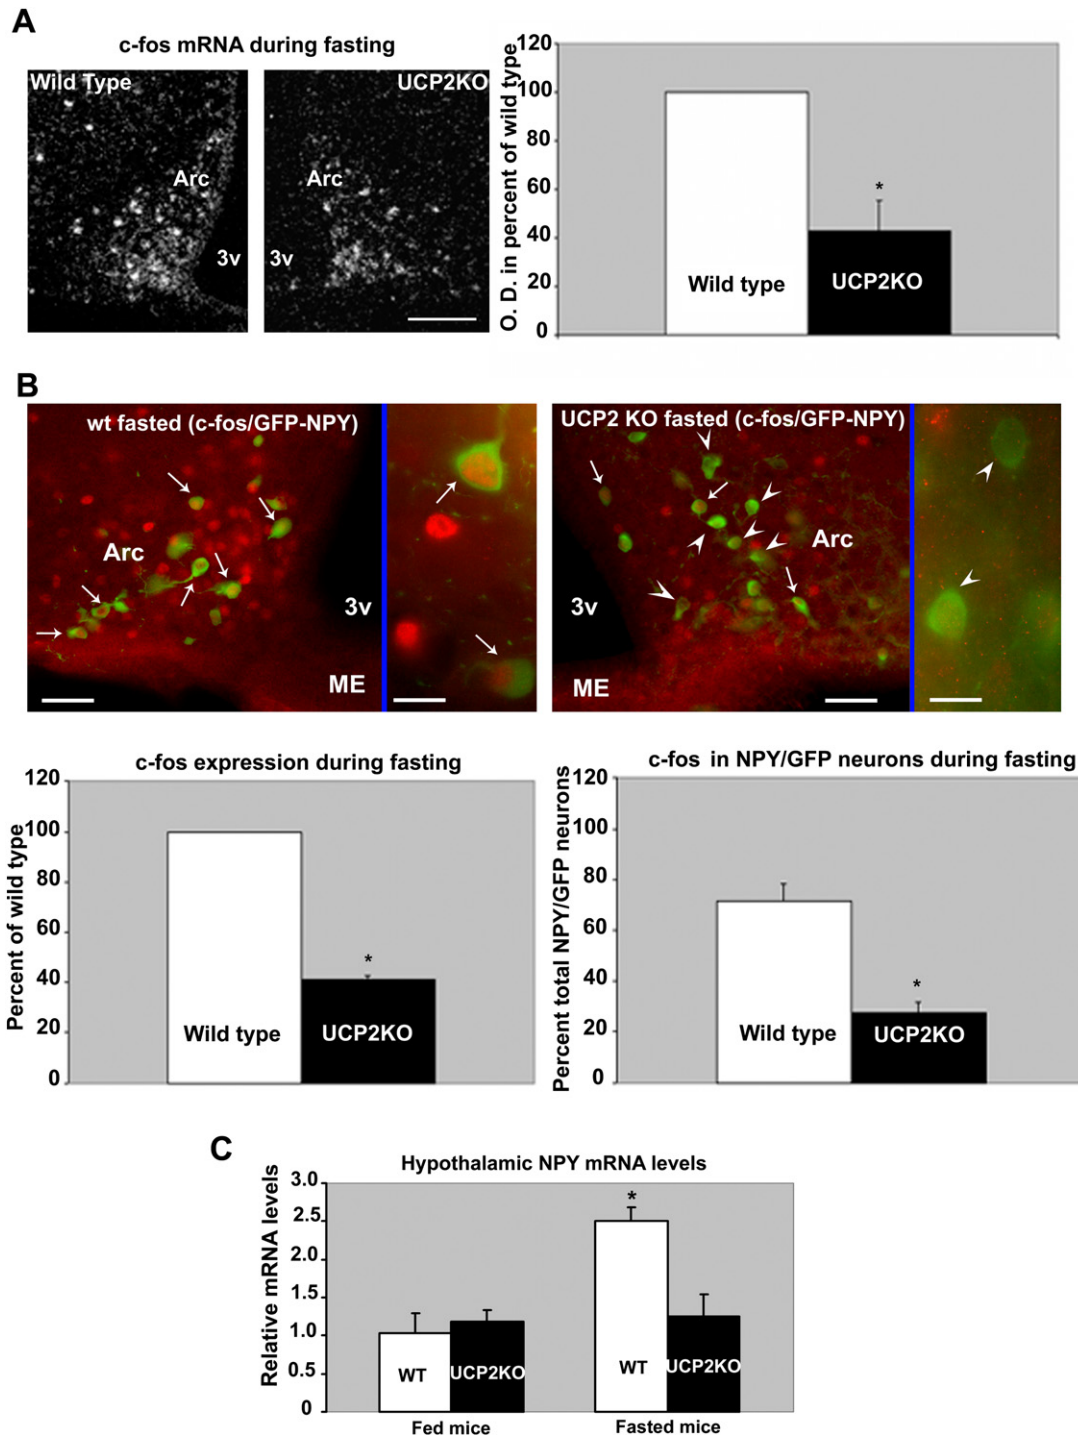 A
c-fos mRNA during fasting
Wild Type
UCP2KO
Arc
Arc
3v
3v
O. D. in percent of wild type
120
100
80
60
40
20
0
*
Wild type
UCP2KO
B
wt fasted (c-fos/GFP-NPY)
Arc
3v
ME
UCP2 KO fasted (c-fos/GFP-NPY)
Arc
3v
ME
c-fos expression during fasting
Percent of wild type
120
100
80
60
40
20
0
*
Wild type
UCP2KO
c-fos in NPY/GFP neurons during fasting
Percent total NPY/GFP neurons
120
100
80
60
40
20
0
*
Wild type
UCP2KO
C
Hypothalamic NPY mRNA levels
Relative mRNA levels
3.0
2.5
2.0
1.5
1.0
0.5
0
*
WT
UCP2KO
WT
UCP2KO
Fed mice
Fasted mice